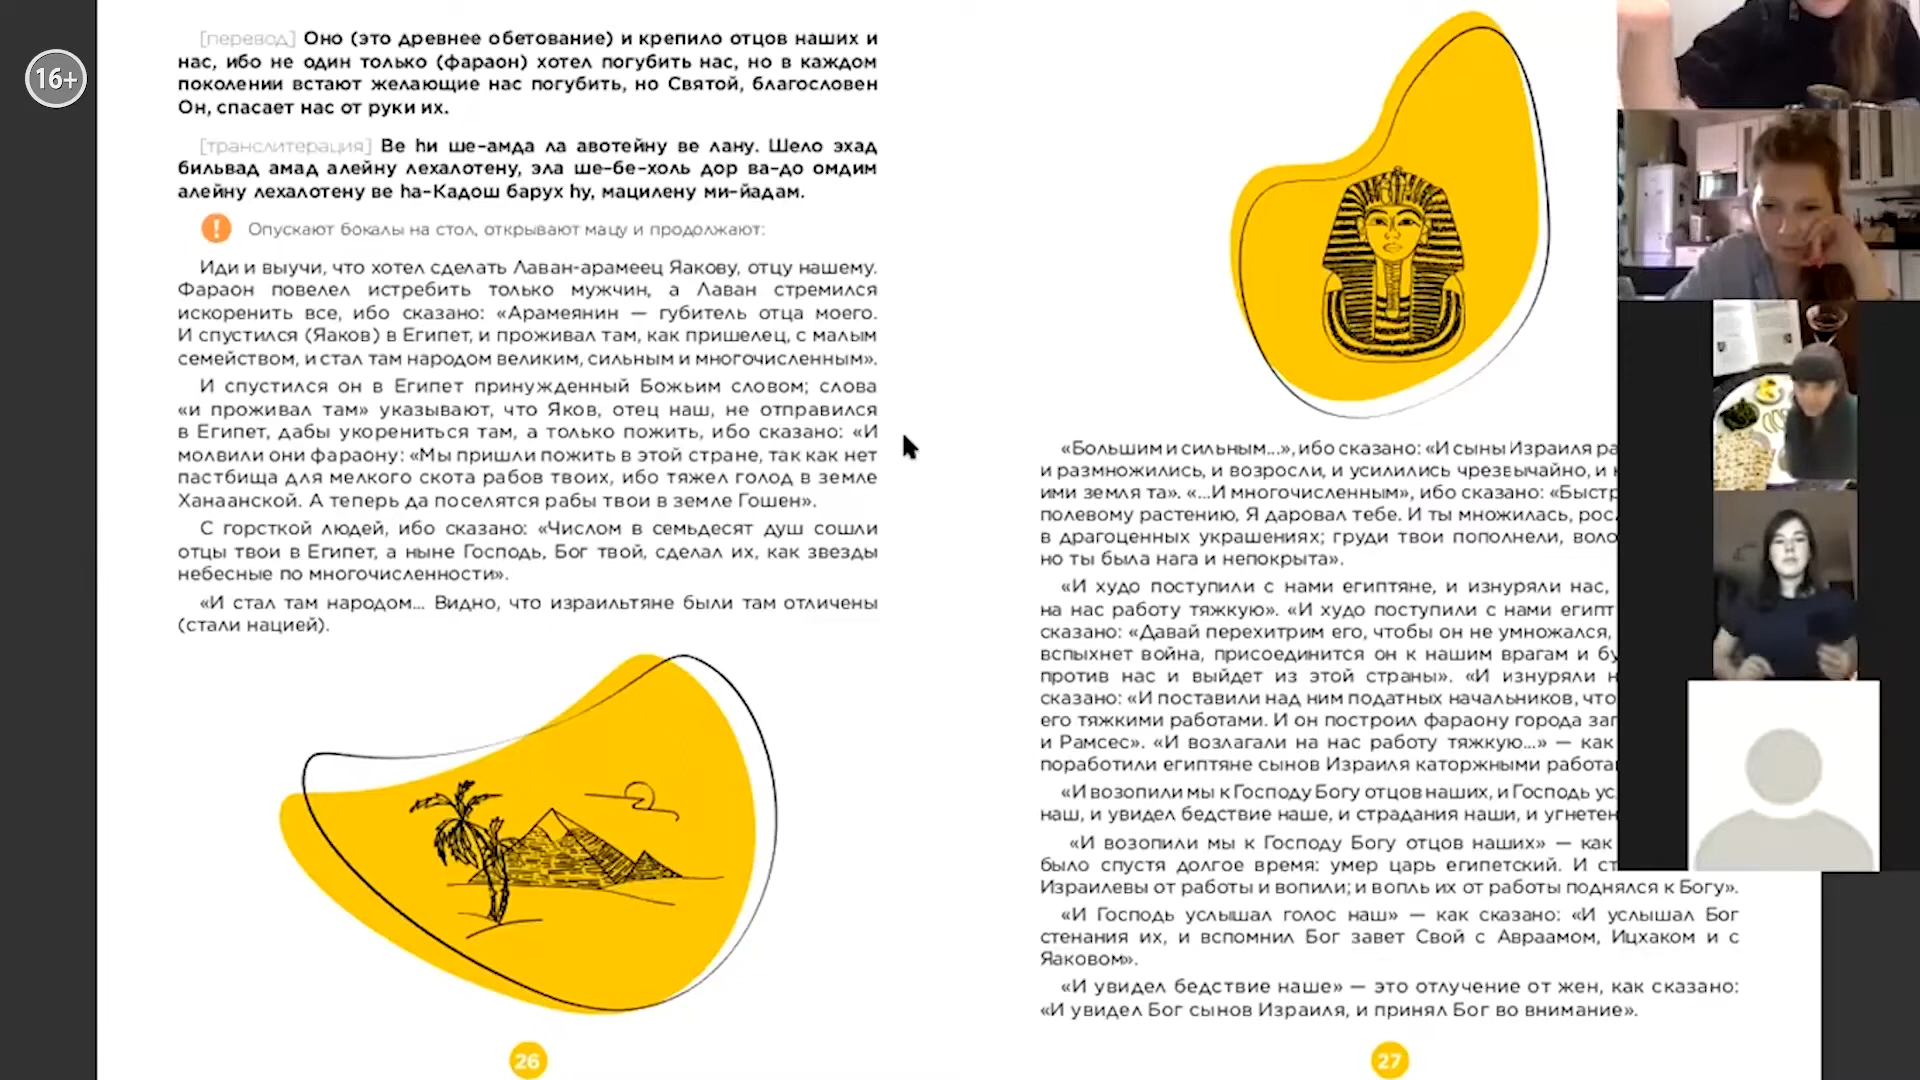 16+
[перевод] Оно (это древнее обетование) и крепило отцов наших и
нас, ибо не один только (фараон) хотел погубить нас, но в каждом
поколении встают желающие нас погубить, но Святой, благословен
Он, спасает нас от руки их.
[транслитерация] Ве hи ше-амда ла авотейну ве лану. Шело эхад
бильвад амад алейну лехалотену, эла ше-бе-холь дор ва-до омдим
алейну лехалотену ве hа-Кадош барух hу, мацилену ми-йадам.
! Опускают бокалы на стол, открывают мацу и продолжают:
Иди и выучи, что хотел сделать Лаван-арамеец Яакову, отцу нашему.
Фараон повелел истребить только мужчин, а Лаван стремился
искоренить все, ибо сказано: «Арамеянин — губитель отца моего.
И спустился (Яаков) в Египет, и проживал там, как пришелец, с малым
семейством, и стал там народом великим, сильным и многочисленным».
И спустился он в Египет принужденный Божьим словом; слова
«и проживал там» указывают, что Яков, отец наш, не отправился
в Египет, дабы укорениться там, а только пожить, ибо сказано: «И
молвили они фараону: «Мы пришли пожить в этой стране, так как нет
пастбища для мелкого скота рабов твоих, ибо тяжел голод в земле
Ханаанской. А теперь да поселятся рабы твои в земле Гошен».
С горсткой людей, ибо сказано: «Числом в семьдесят душ сошли
отцы твои в Египет, а ныне Господь, Бог твой, сделал их, как звезды
небесные по многочисленности».
«И стал там народом... Видно, что израильтяне были там отличены
(стали нацией).
26
«Большим и сильным...», ибо сказано: «И сыны Израиля
и размножились, и возросли, и усилились чрезвычайно, и
ими земля та». «...И многочисленным», ибо сказано:
полевому растению, Я даровал тебе. И ты множилась,
в драгоценных украшениях; груди твои пополнели,
но ты была нага и непокрыта».
«И худо поступили с нами египтяне, и изнуряли нас,
на нас работу тяжкую». «И худо поступили с нами
сказано: «Давай перехитрим его, чтобы он не умножался,
вспыхнет война, присоединится он к нашим врагам и
против нас и выйдет из этой страны». «И изнуряли
сказано: «И поставили над ним податных начальников,
его тяжкими работами. И он построил фараону города
и Рамсес». «И возлагали на нас работу тяжкую...» — как
поработили египтяне сынов Израиля каторжными
«И возопили мы к Господу Богу отцов наших, и Господь
наш, и увидел бедствие наше, и страдания наши, и
«И возопили мы к Господу Богу отцов наших» — как
было спустя долгое время: умер царь египетский. И
Израилевы от работы и вопили; и вопль их от работы поднялся к Богу».
«И Господь услышал голос наш» — как сказано: «И услышал Бог
стенания их, и вспомнил Бог завет Свой с Авраамом, Ицхаком и с
Яаковом».
«И увидел бедствие наше» — это отлучение от жен, как сказано:
«И увидел Бог сынов Израиля, и принял Бог во внимание».
27